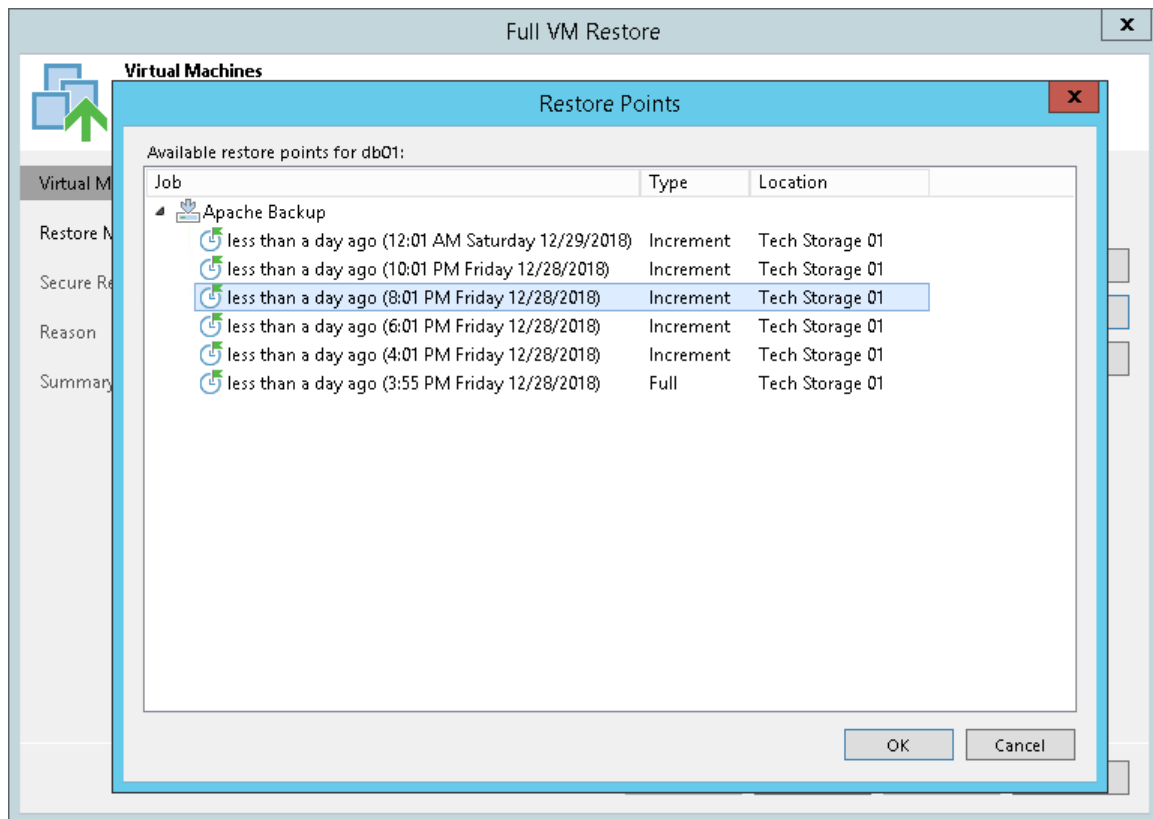 Full VM Restore
x
Virtual Machines
Restore Points
x
Available restore points for db01:
Job Type Location
Apache Backup
less than a day ago (12:01 AM Saturday 12/29/2018) Increment Tech Storage 01
less than a day ago (10:01 PM Friday 12/28/2018) Increment Tech Storage 01
less than a day ago (8:01 PM Friday 12/28/2018) Increment Tech Storage 01
less than a day ago (6:01 PM Friday 12/28/2018) Increment Tech Storage 01
less than a day ago (4:01 PM Friday 12/28/2018) Increment Tech Storage 01
less than a day ago (3:55 PM Friday 12/28/2018) Full Tech Storage 01
Virtual M
Restore M
Secure Re
Reason
Summary
OK Cancel